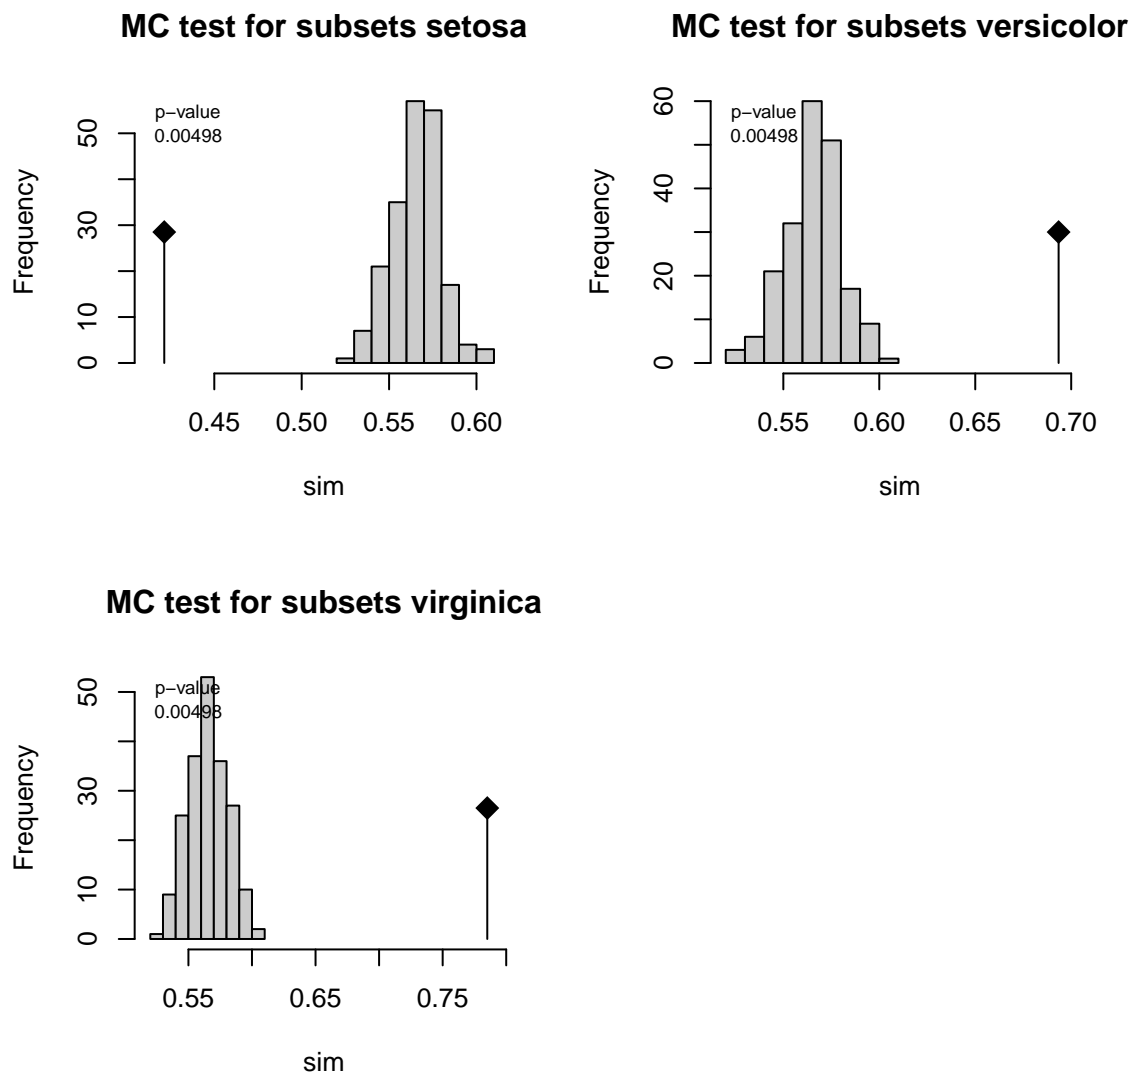 MC test for subsets setosa
p−value
0.00498
Frequency
50
30
10
0
0.45 0.50 0.55 0.60
sim
MC test for subsets versicolor
p−value
0.00498
Frequency
60
40
20
0
0.55 0.60 0.65 0.70
sim
MC test for subsets virginica
p−value
0.00498
Frequency
50
30
10
0
0.55 0.65 0.75
sim